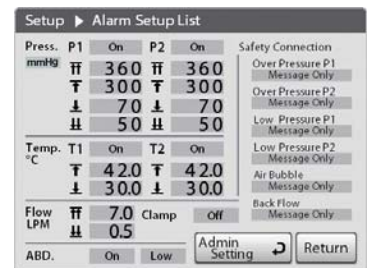 Setup ▶ Alarm Setup List
Press. P1 On P2 On Safety Connection
mmHg 360 360 Over Pressure P1
Message Only
300 300 Over Pressure P2
Message Only
70 70 Low Pressure P1
Message Only
50 50 Low Pressure P2
Message Only
Temp. T1 On T2 On
°C 42.0 42.0 Air Bubble
Message Only
30.0 30.0 Back Flow
Message Only
Flow 7.0 Clamp Off
LPM 0.5
ABD. On Low Admin
Setting Return